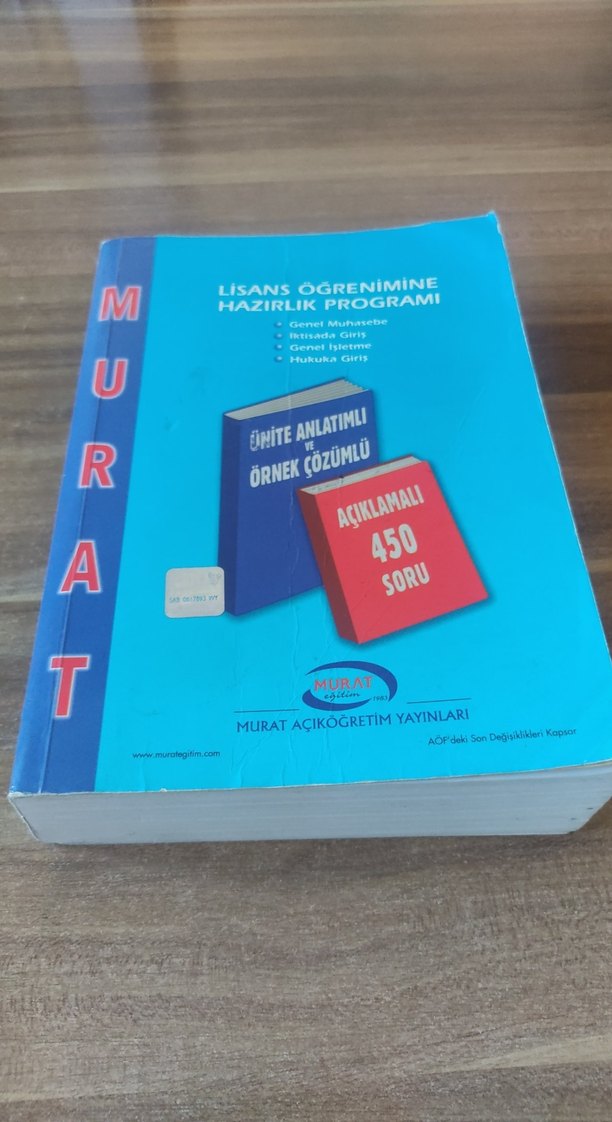 MURAT
LİSANS ÖĞRENİMİNE
HAZIRLIK PROGRAMI
• Genel Muhasebe
• İktisada Giriş
• Genel İşletme
• Hukuka Giriş
ÜNİTE ANLATIMLI
VE
ÖRNEK ÇÖZÜMLÜ
AÇIKLAMALI
450
SORU
MURAT
eğitim
1983
MURAT AÇIKÖĞRETİM YAYINLARI
www.murategitim.com
AÖF'deki Son Değişiklikleri Kapsar